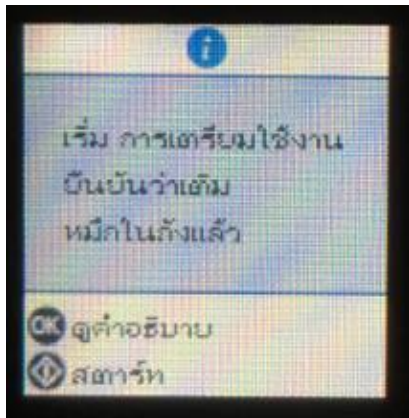 i
เริ่ม การเตรียมใช้งาน
ยืนยันว่าเติม
หมึกในถังแล้ว
OK ดูคำอธิบาย
สตาร์ท